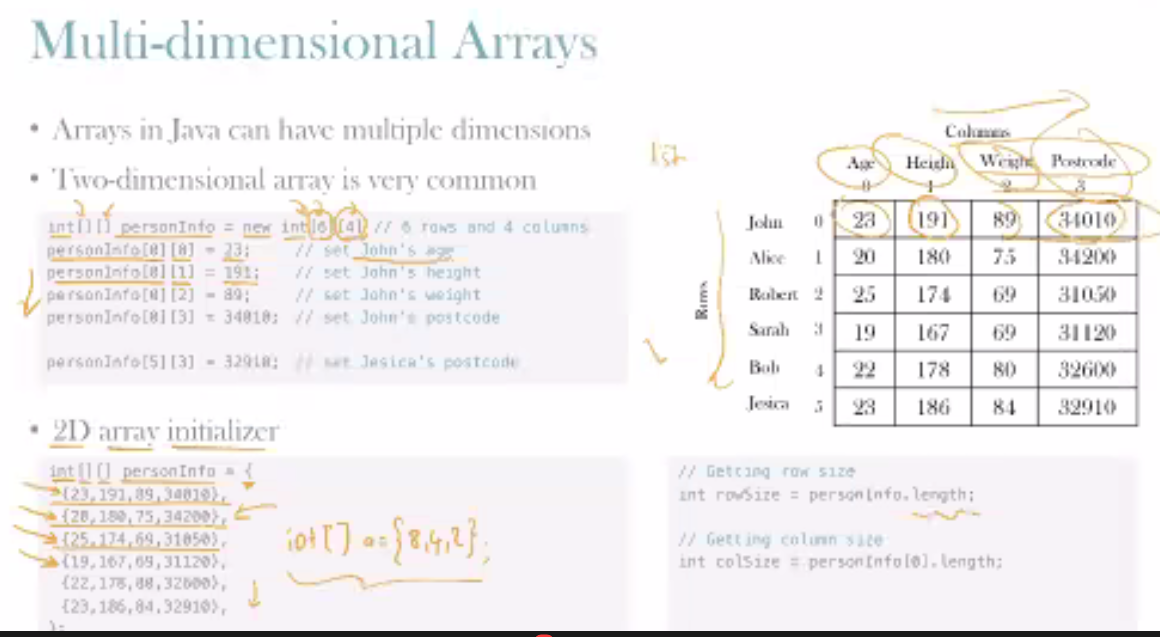 Multi-dimensional Arrays
• Arrays in Java can have multiple dimensions
• Two-dimensional array is very common
int[][] personInfo = new int[6][4] // 6 rows and 4 columns
personInfo[0][0] = 23; // set John's age
personInfo[0][1] = 191; // set John's height
personInfo[0][2] = 89; // set John's weight
personInfo[0][3] = 34010; // set John's postcode
personInfo[5][3] = 32910; // set Jesica's postcode
• 2D array initializer
int[][] personInfo = {
{23,191,89,34010},
{20,180,75,34200},
{25,174,69,31050},
{19,167,69,31120},
{22,178,80,32600},
{23,186,84,32910},
};
int[] a={8,4,2};
list
Columns
Age Height Weight Postcode
0 1 2 3
Rows
John 0 23 191 89 34010
Alice 1 20 180 75 34200
Robert 2 25 174 69 31050
Sarah 3 19 167 69 31120
Bob 4 22 178 80 32600
Jesica 5 23 186 84 32910
// Getting row size
int rowSize = personInfo.length;
// Getting column size
int colSize = personInfo[0].length;